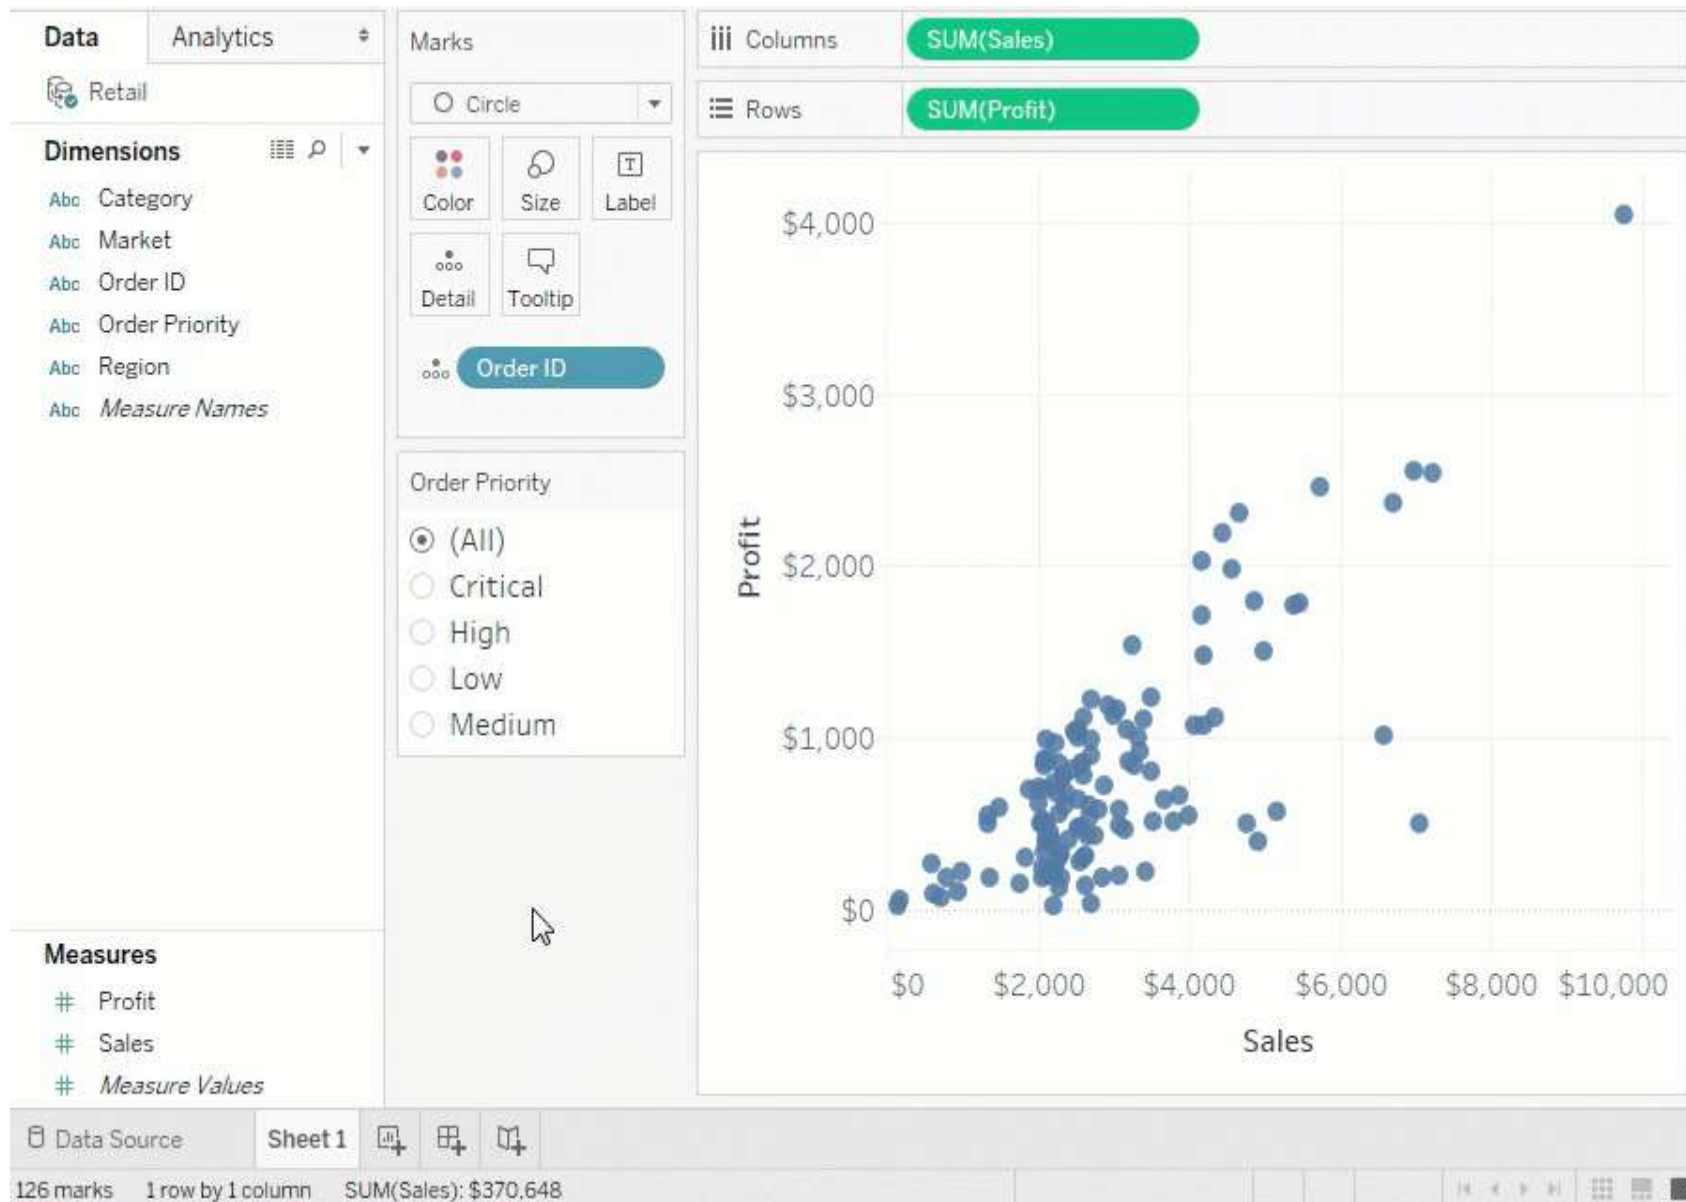 Data
Analytics
Retail
Dimensions
Abc Category
Abc Market
Abc Order ID
Abc Order Priority
Abc Region
Abc Measure Names
Measures
# Profit
# Sales
# Measure Values
Marks
Circle
Color Size Label
Detail Tooltip
Order ID
Order Priority
(All)
Critical
High
Low
Medium
Columns SUM(Sales)
Rows SUM(Profit)
$4,000
$3,000
$2,000
$1,000
$0
Profit
$0 $2,000 $4,000 $6,000 $8,000 $10,000
Sales
Data Source Sheet 1
126 marks 1 row by 1 column SUM(Sales): $370,648